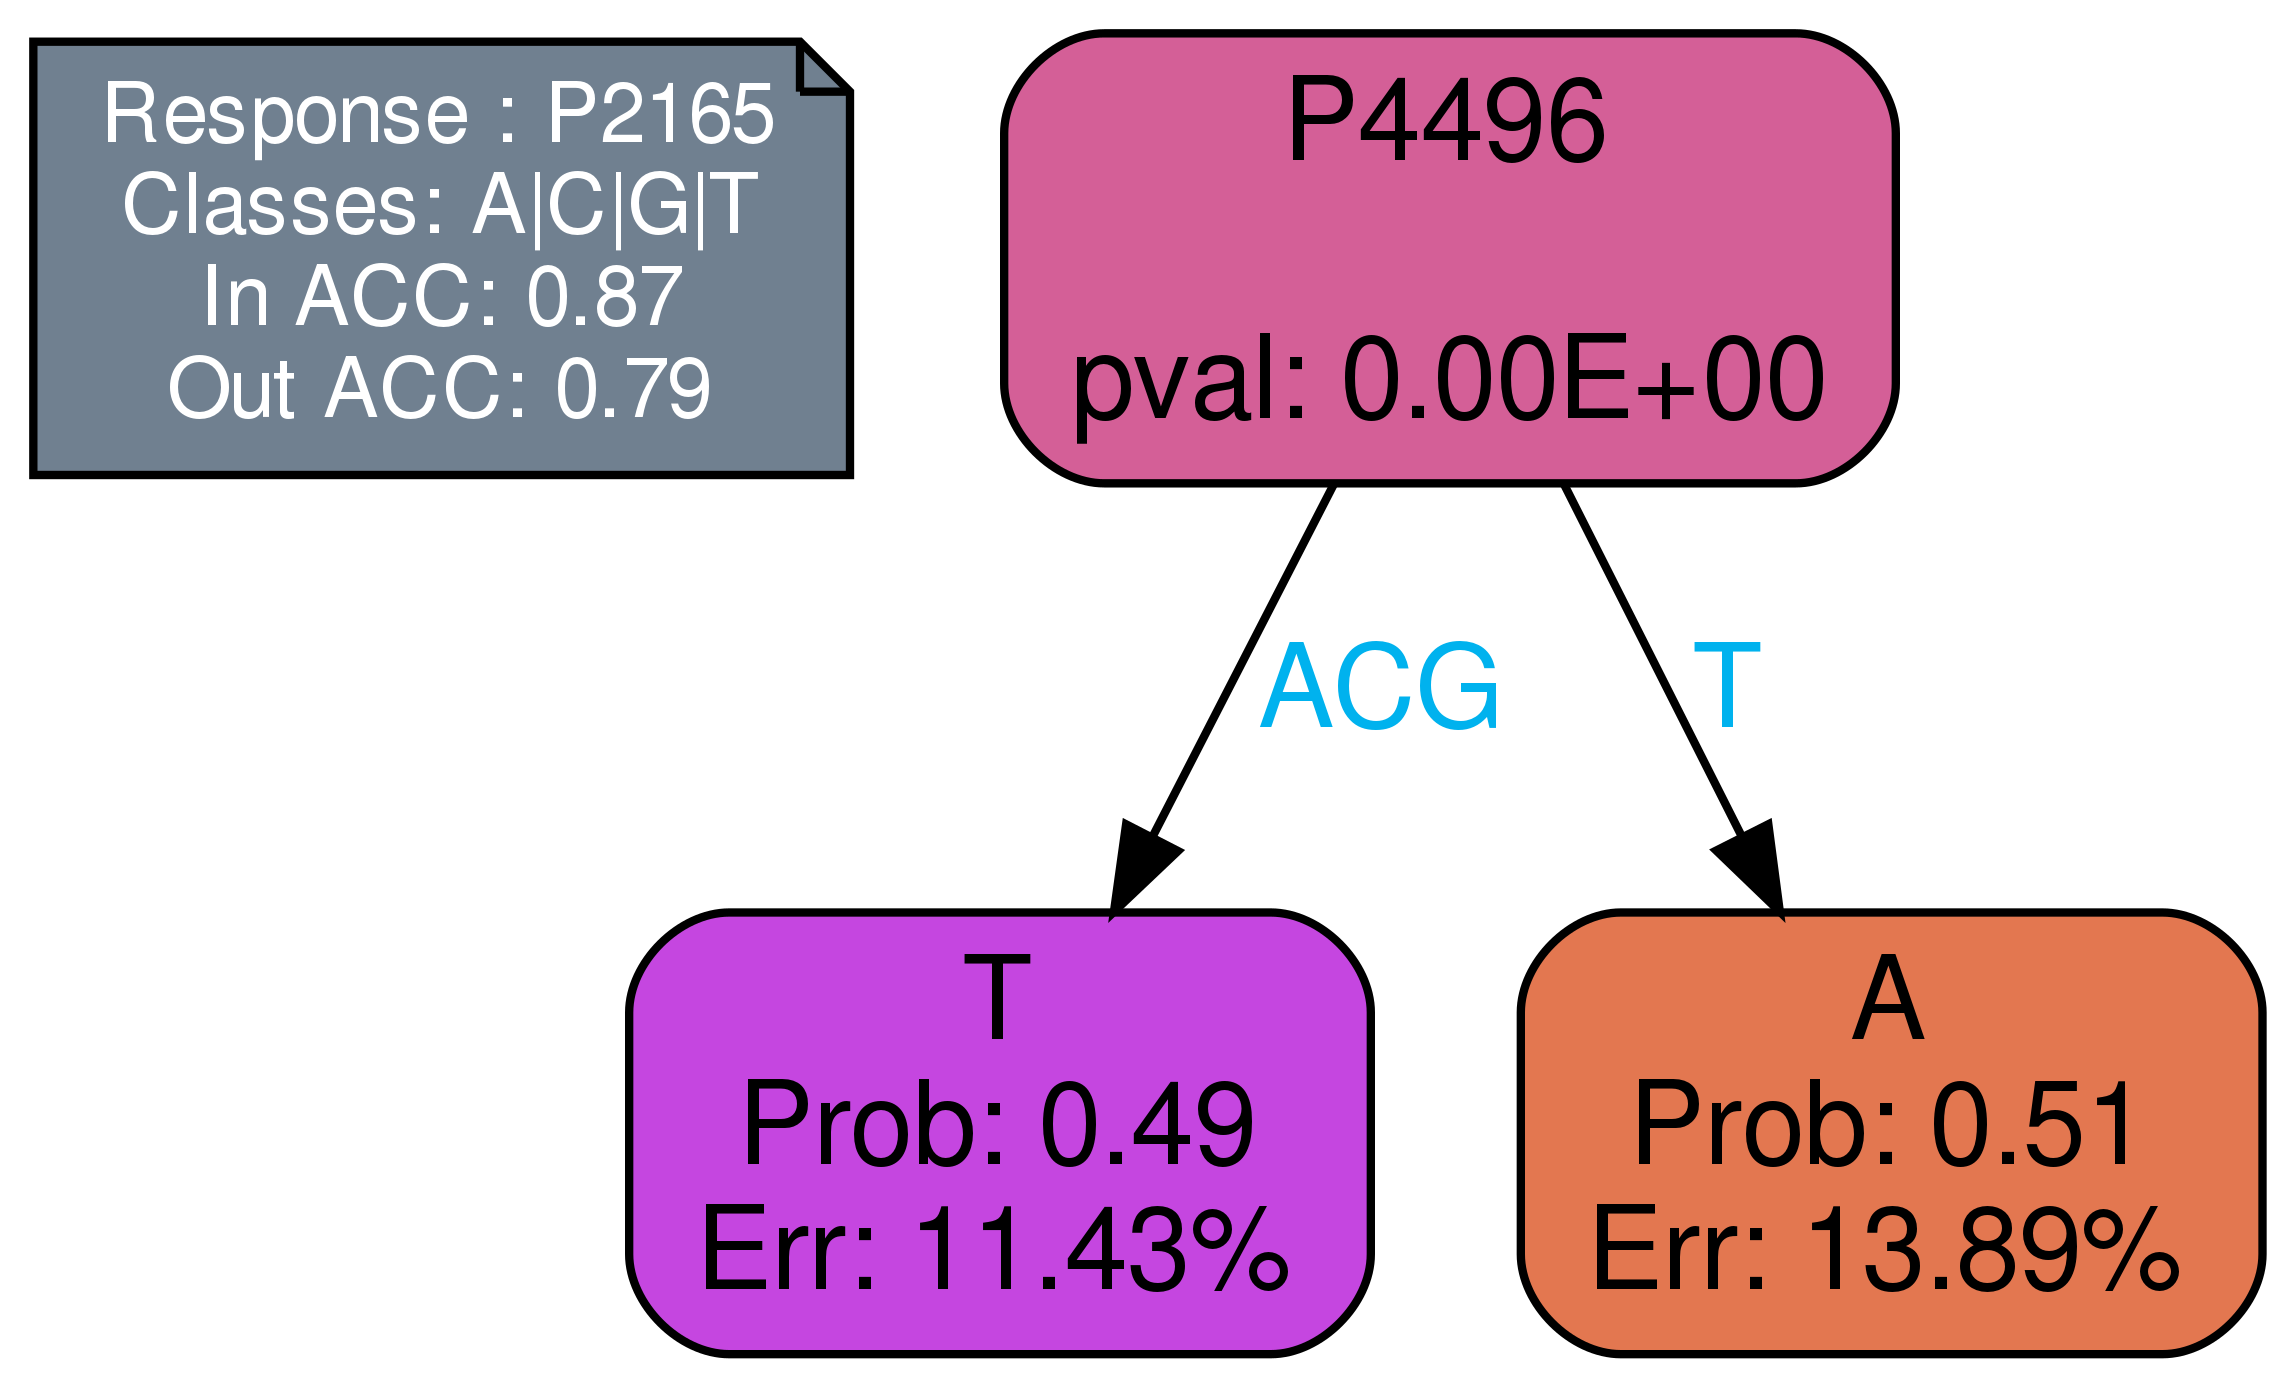 Response : P2165
Classes: A|C|G|T
In ACC: 0.87
Out ACC: 0.79
P4496
pval: 0.00E+00
ACG
T
T
Prob: 0.49
Err: 11.43%
A
Prob: 0.51
Err: 13.89%